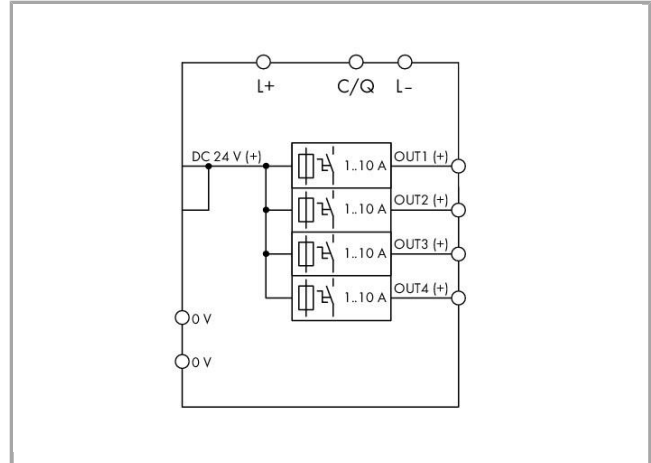 L+ C/Q L–
DC 24 V (+) 1..10 A OUT1 (+)
1..10 A OUT2 (+)
1..10 A OUT3 (+)
1..10 A OUT4 (+)
0 V
0 V